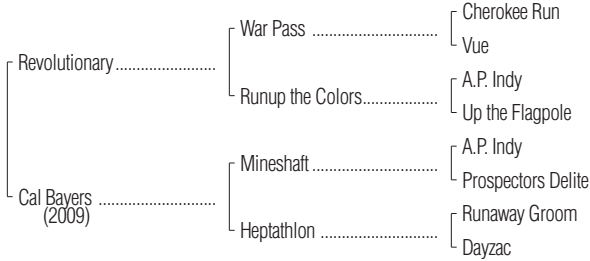 Cherokee Run
War Pass ................................
Vue
Revolutionary .........................
A.P. Indy
Runup the Colors...................
Up the Flagpole
A.P. Indy
Mineshaft ................................
Prospectors Delite
Cal Bayers ..............................
(2009)
Runaway Groom
Heptathlon ..............................
Dayzac